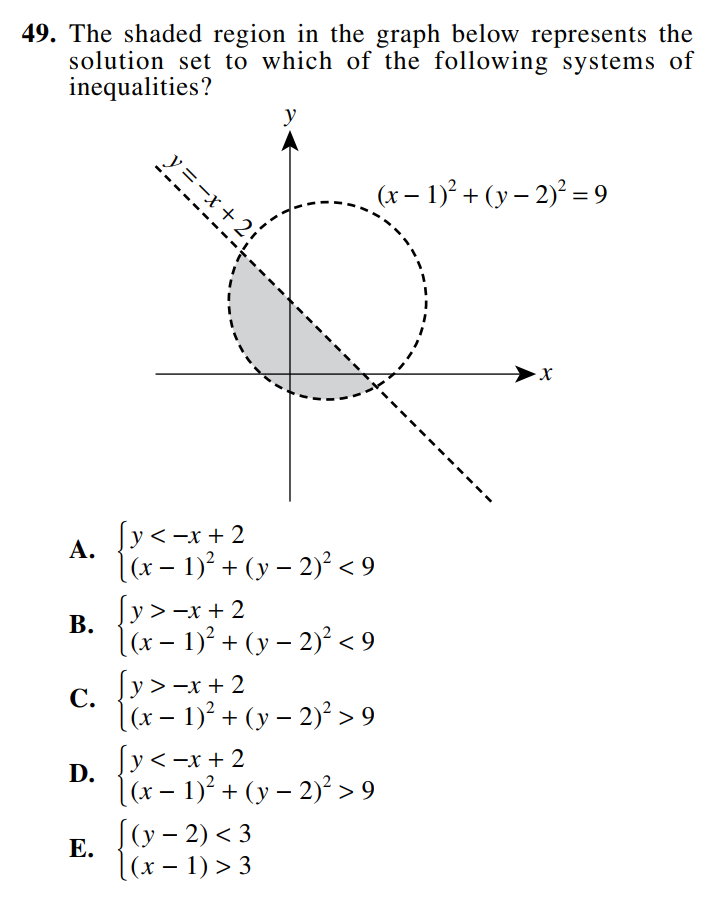 49. The shaded region in the graph below represents the
solution set to which of the following systems of
inequalities?
y
y = −x + 2
(x − 1)² + (y − 2)² = 9
x
A. { y < −x + 2
(x − 1)² + (y − 2)² < 9
B. { y > −x + 2
(x − 1)² + (y − 2)² < 9
C. { y > −x + 2
(x − 1)² + (y − 2)² > 9
D. { y < −x + 2
(x − 1)² + (y − 2)² > 9
E. { (y − 2) < 3
(x − 1) > 3